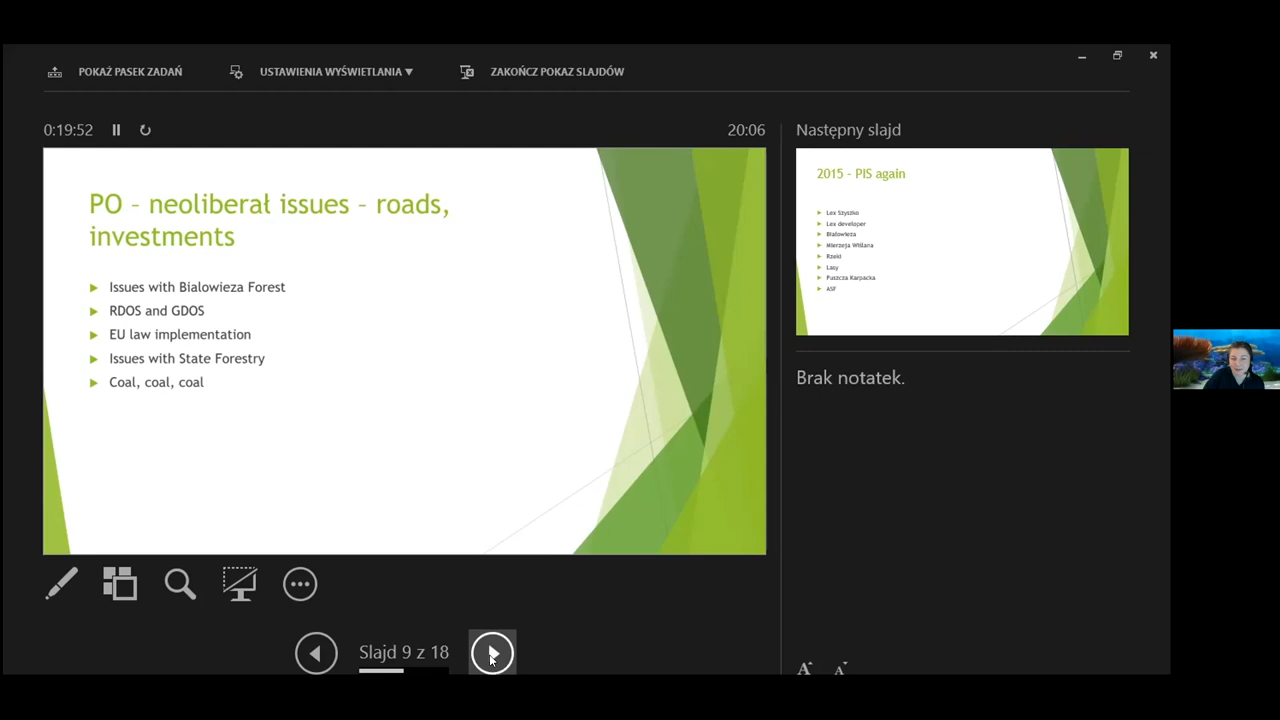 POKAŻ PASEK ZADAŃ
USTAWIENIA WYŚWIETLANIA ▼
ZAKOŃCZ POKAZ SLAJDÓW
0:19:52
20:06
PO – neoliberał issues – roads,
investments
Issues with Bialowieza Forest
RDOS and GDOS
EU law implementation
Issues with State Forestry
Coal, coal, coal
Slajd 9 z 18
Następny slajd
2015 - PIS again
Lex Szyszko
Lex developer
Białowieża
Mierzeja Wiślana
Rzeki
Lasy
Puszcza Karpacka
ASF
Brak notatek.
A A